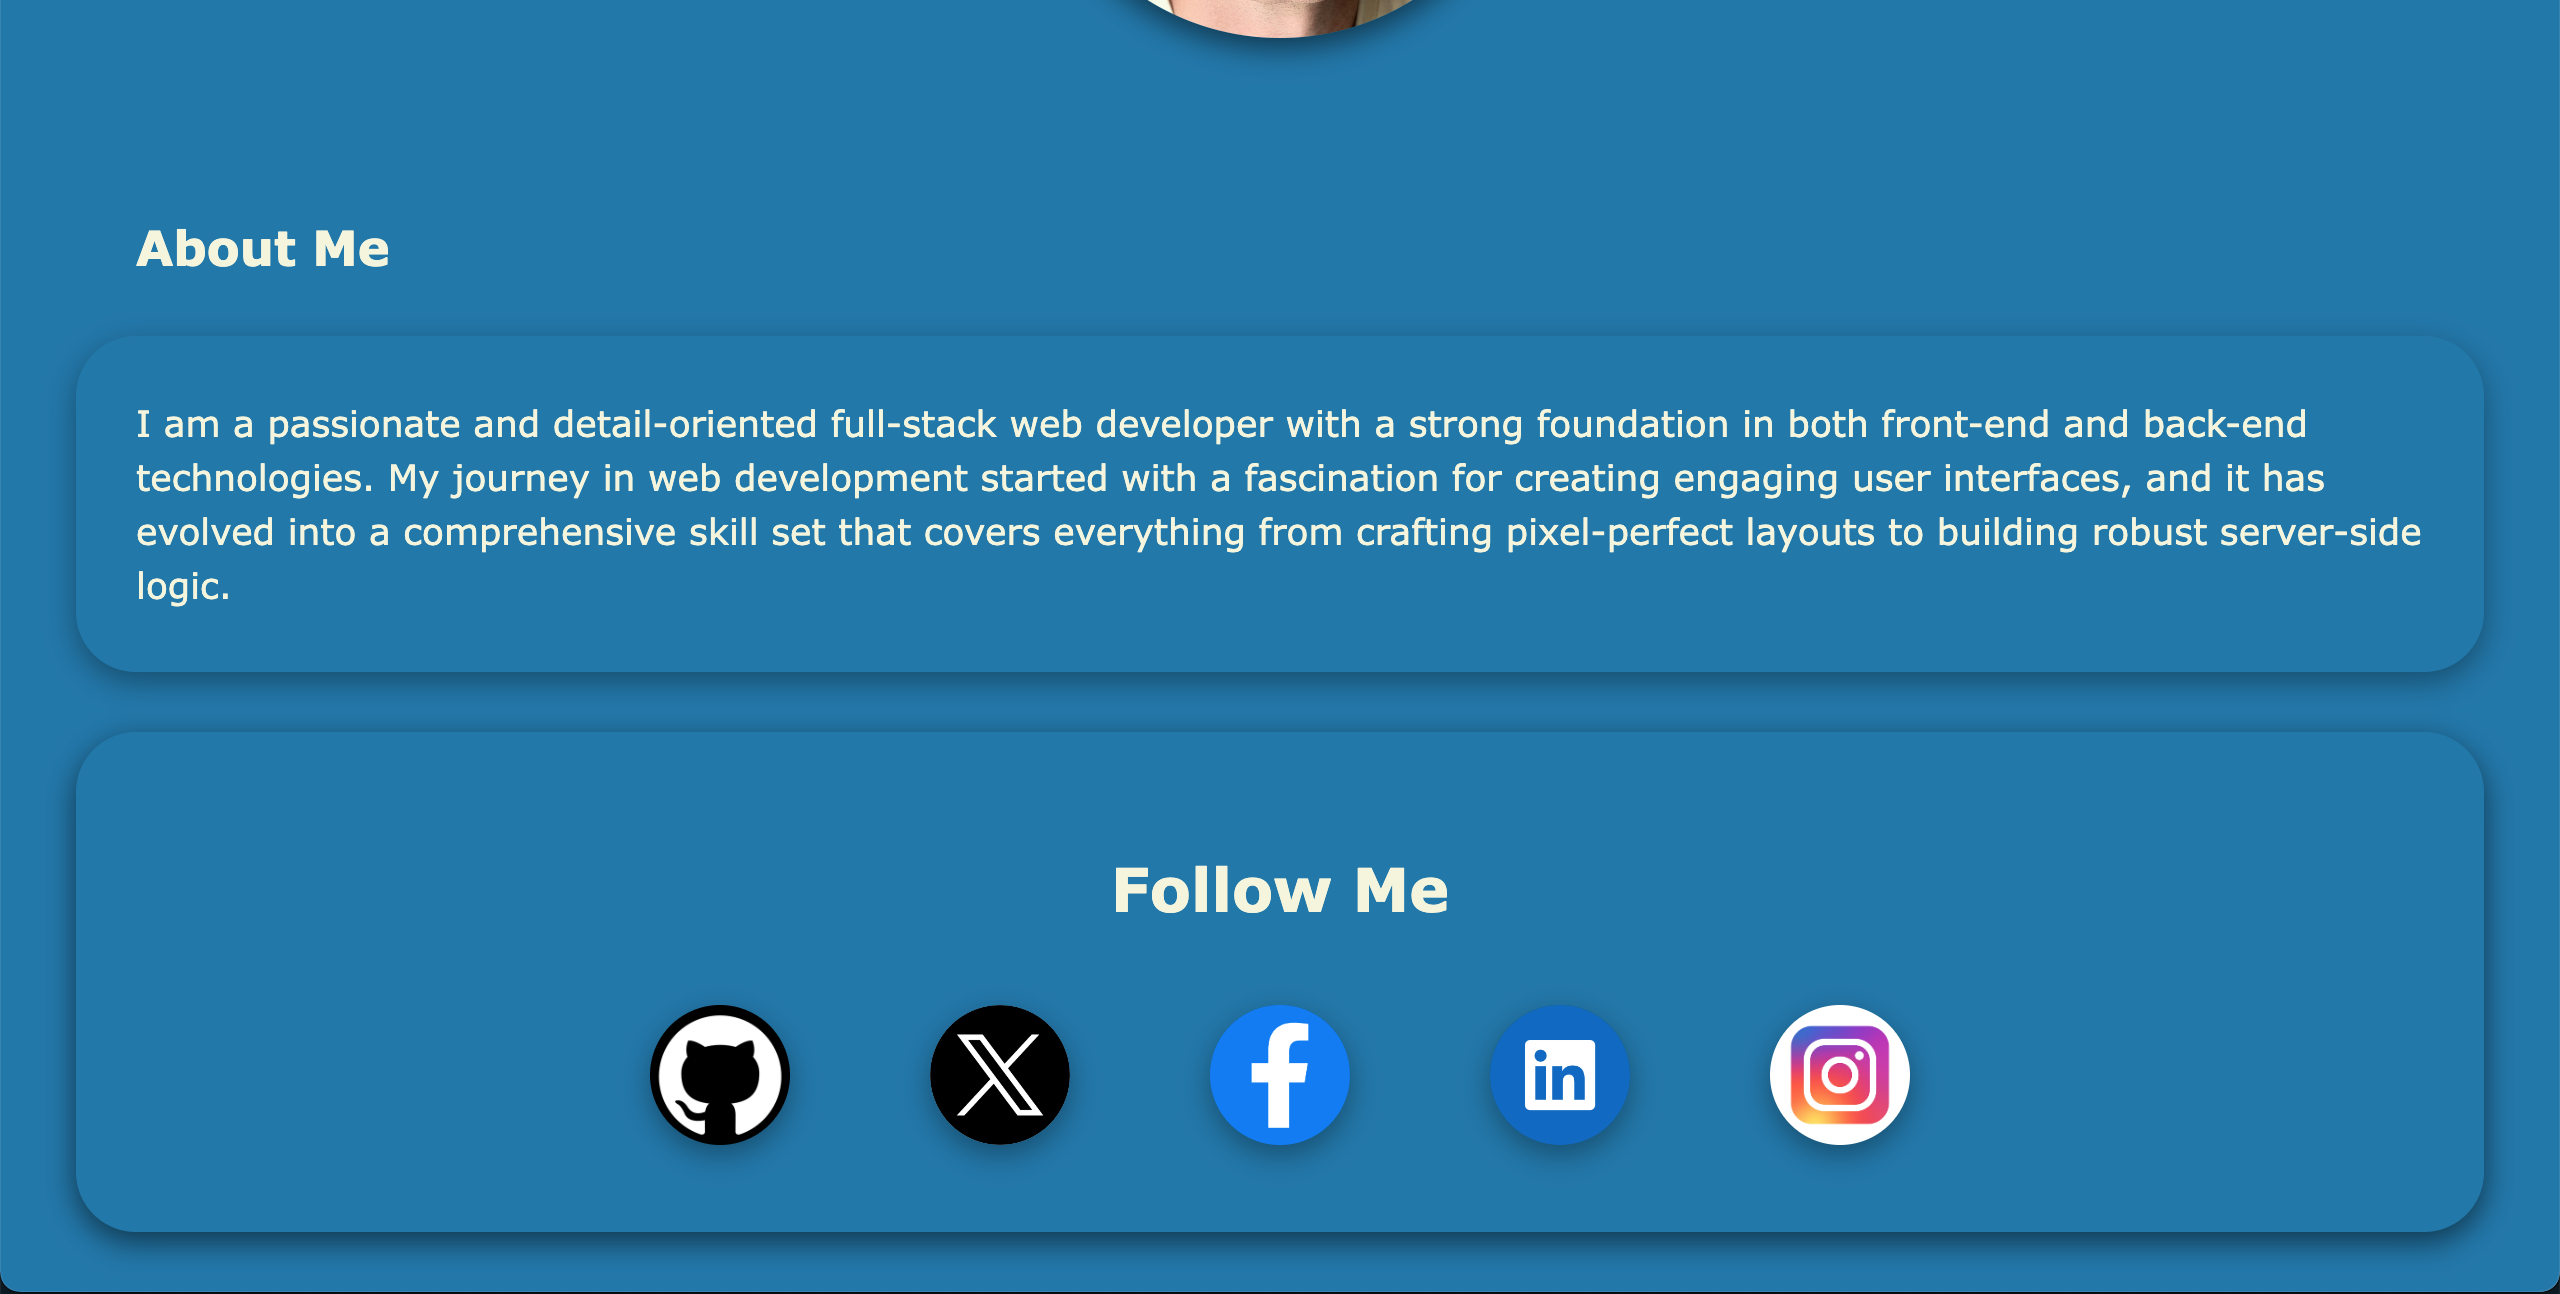 About Me
I am a passionate and detail-oriented full-stack web developer with a strong foundation in both front-end and back-end
technologies. My journey in web development started with a fascination for creating engaging user interfaces, and it has
evolved into a comprehensive skill set that covers everything from crafting pixel-perfect layouts to building robust server-side
logic.
Follow Me
X f in